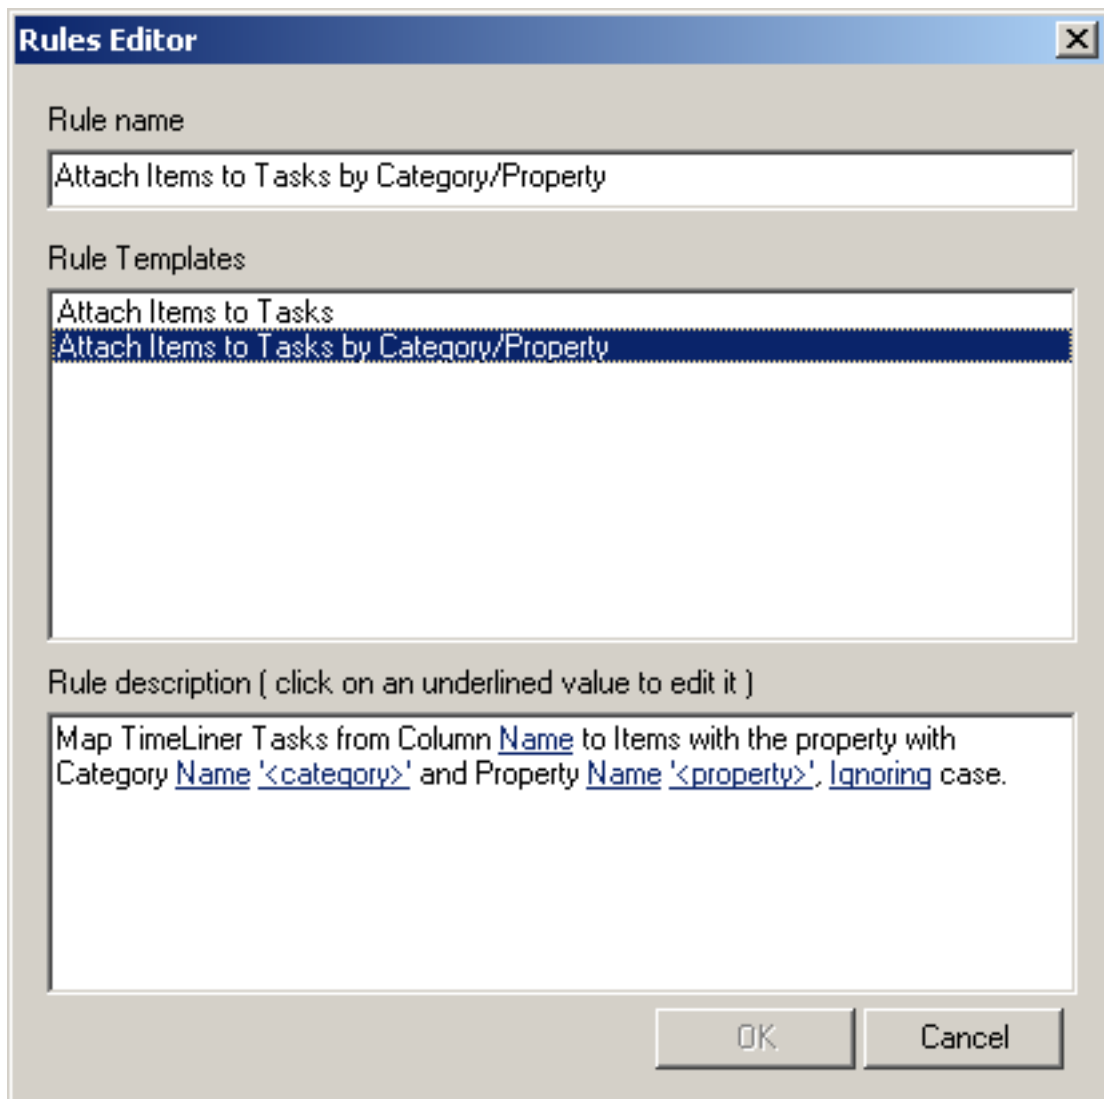 Rules Editor
Rule name
Attach Items to Tasks by Category/Property
Rule Templates
Attach Items to Tasks
Attach Items to Tasks by Category/Property
Rule description ( click on an underlined value to edit it )
Map TimeLiner Tasks from Column Name to Items with the property with
Category Name '<category>' and Property Name '<property>', Ignoring case.
OK
Cancel